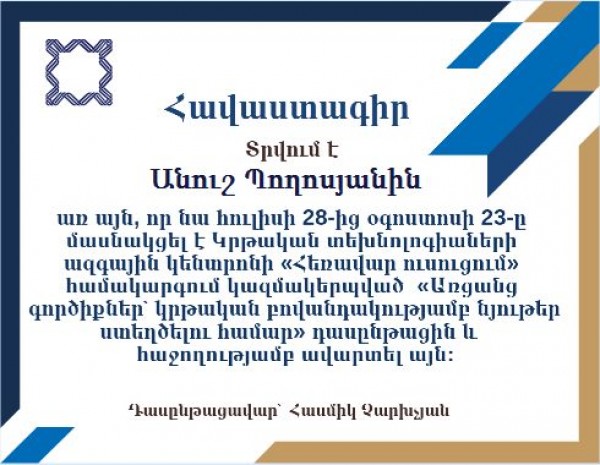 Հավաստագիր
Տրվում է
Անուշ Պողոսյանին
առ այն, որ նա հուլիսի 28-ից օգոստոսի 23-ը
մասնակցել է Կրթական տեխնոլոգիաների
ազգային կենտրոնի «Հեռավար ուսուցում»
համակարգում կազմակերպված «Առցանց
գործիքներ` կրթական բովանդակությամբ նյութեր
ստեղծելու համար» դասընթացին և
հաջողությամբ ավարտել այն:
Դասընթացավար` Հասմիկ Չարխչյան